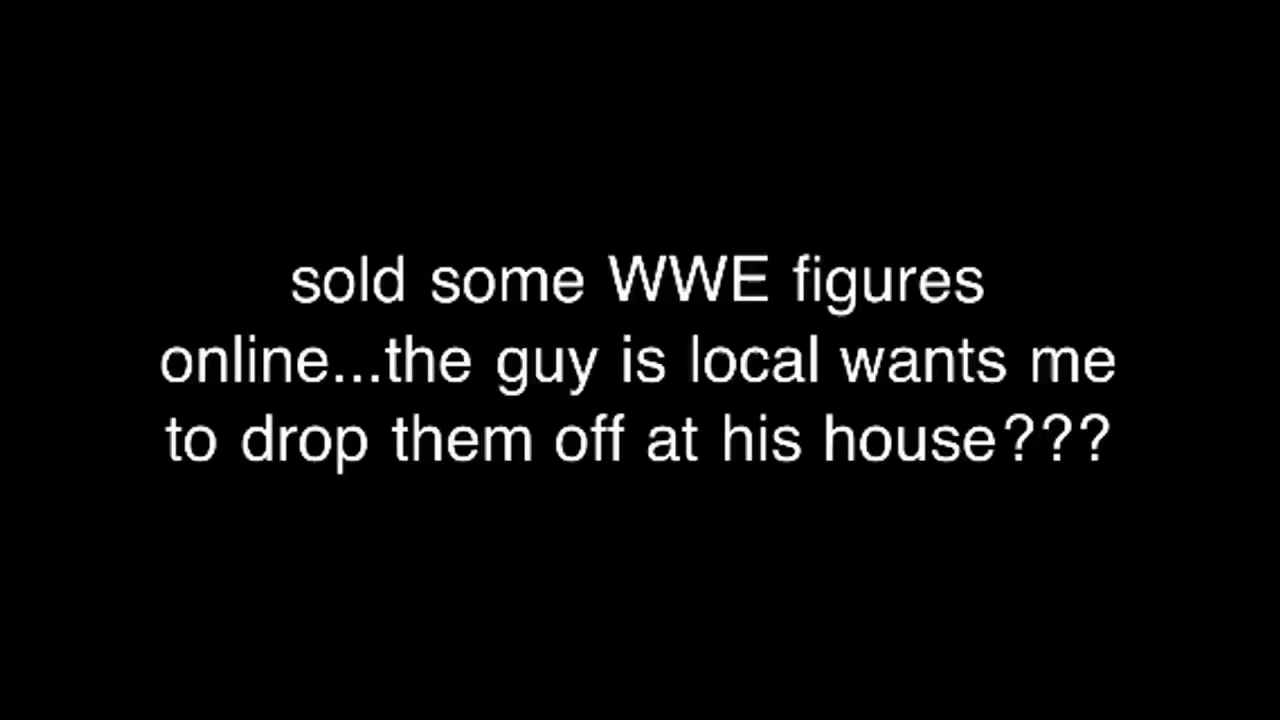 sold some WWE figures
online...the guy is local wants me
to drop them off at his house???